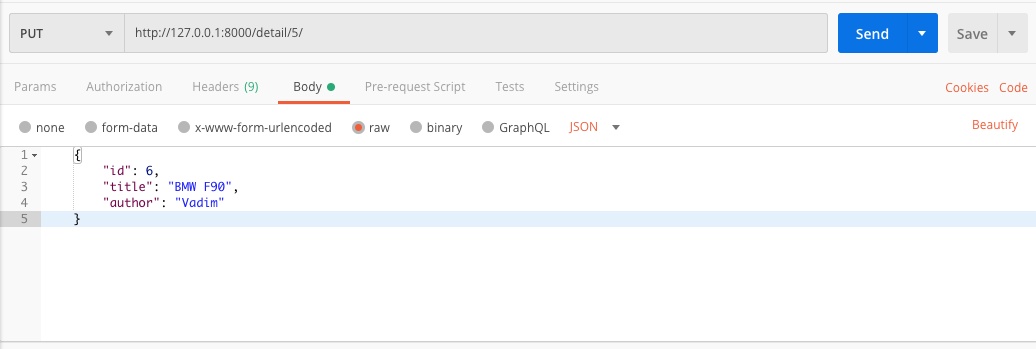 PUT http://127.0.0.1:8000/detail/5/ Send Save
Params Authorization Headers (9) Body Pre-request Script Tests Settings Cookies Code
none form-data x-www-form-urlencoded raw binary GraphQL JSON Beautify
1 {
2 "id": 6,
3 "title": "BMW F90",
4 "author": "Vadim"
5 }